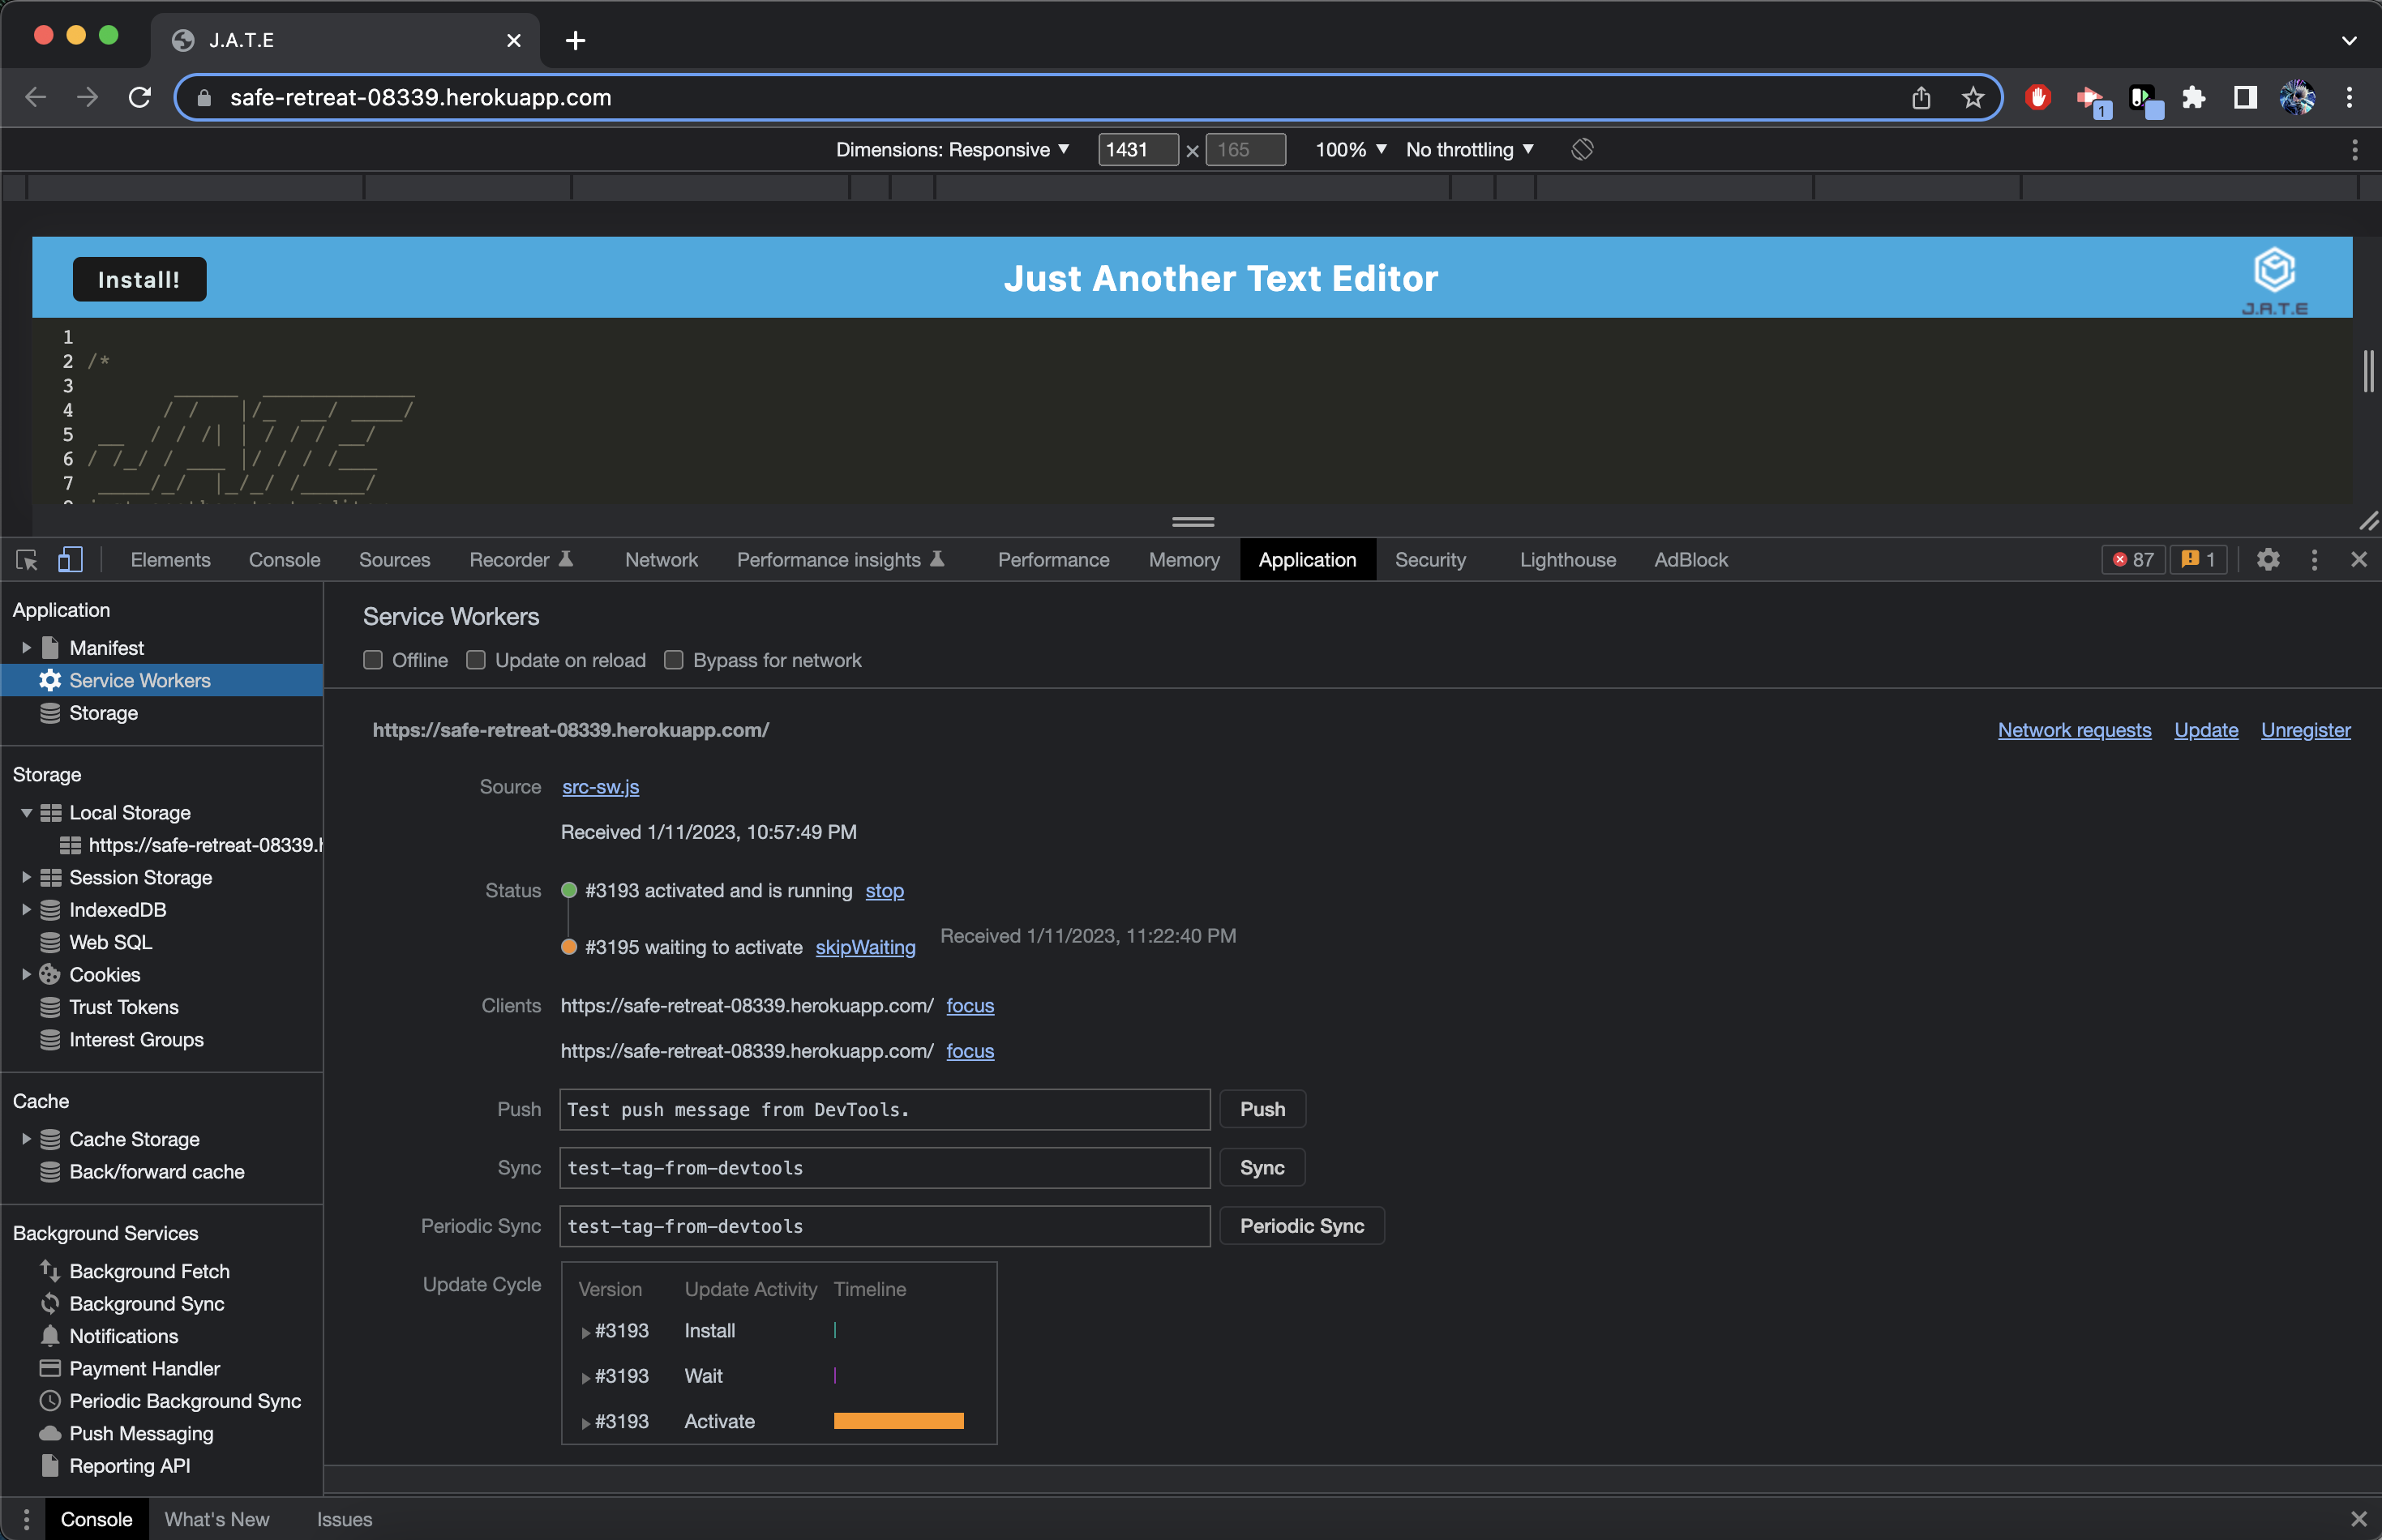 J.A.T.E
safe-retreat-08339.herokuapp.com
1
Dimensions: Responsive 1431 × 165 100% No throttling
Install! Just Another Text Editor J.A.T.E
1
2 /*
3
4
5
6
7
Elements Console Sources Recorder Network Performance insights Performance Memory Application Security Lighthouse AdBlock 87 1
Application
Manifest
Service Workers
Storage
Storage
Local Storage
https://safe-retreat-08339.h
Session Storage
IndexedDB
Web SQL
Cookies
Trust Tokens
Interest Groups
Cache
Cache Storage
Back/forward cache
Background Services
Background Fetch
Background Sync
Notifications
Payment Handler
Periodic Background Sync
Push Messaging
Reporting API
Service Workers
Offline Update on reload Bypass for network
https://safe-retreat-08339.herokuapp.com/ Network requests Update Unregister
Source src-sw.js
Received 1/11/2023, 10:57:49 PM
Status #3193 activated and is running stop
#3195 waiting to activate skipWaiting Received 1/11/2023, 11:22:40 PM
Clients https://safe-retreat-08339.herokuapp.com/ focus
https://safe-retreat-08339.herokuapp.com/ focus
Push Test push message from DevTools. Push
Sync test-tag-from-devtools Sync
Periodic Sync test-tag-from-devtools Periodic Sync
Update Cycle Version Update Activity Timeline
#3193 Install
#3193 Wait
#3193 Activate
Console What's New Issues